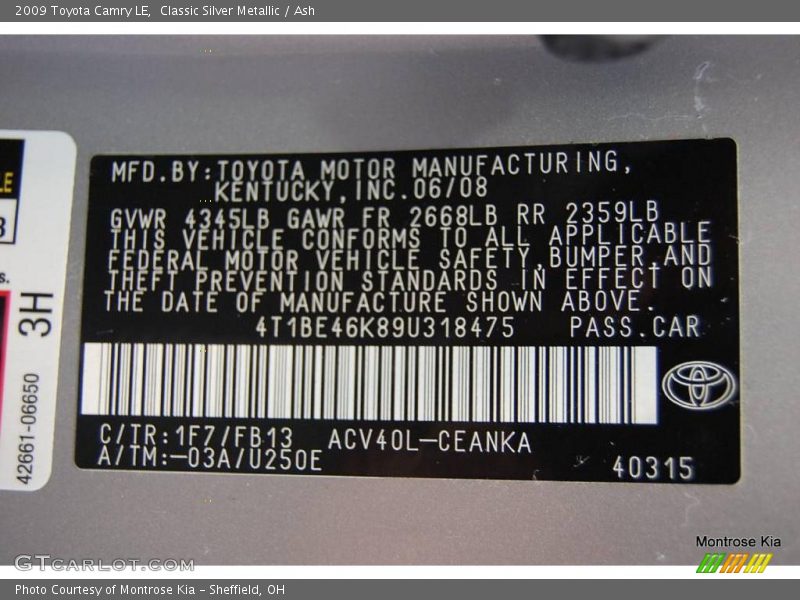 2009 Toyota Camry LE,  Classic Silver Metallic / Ash
MFD.BY:TOYOTA MOTOR MANUFACTURING,
KENTUCKY,INC.06/08
GVWR 4345LB GAWR FR 2668LB RR 2359LB
THIS VEHICLE CONFORMS TO ALL APPLICABLE
FEDERAL MOTOR VEHICLE SAFETY,BUMPER,AND
THEFT PREVENTION STANDARDS IN EFFECT ON
THE DATE OF MANUFACTURE SHOWN ABOVE.
4T1BE46K89U318475 PASS.CAR
C/TR:1F7/FB13 ACV40L-CEANKA
A/TM:-03A/U250E
40315
3H
42661-06650
Montrose Kia
GTcarlot.com
Photo Courtesy of Montrose Kia - Sheffield, OH